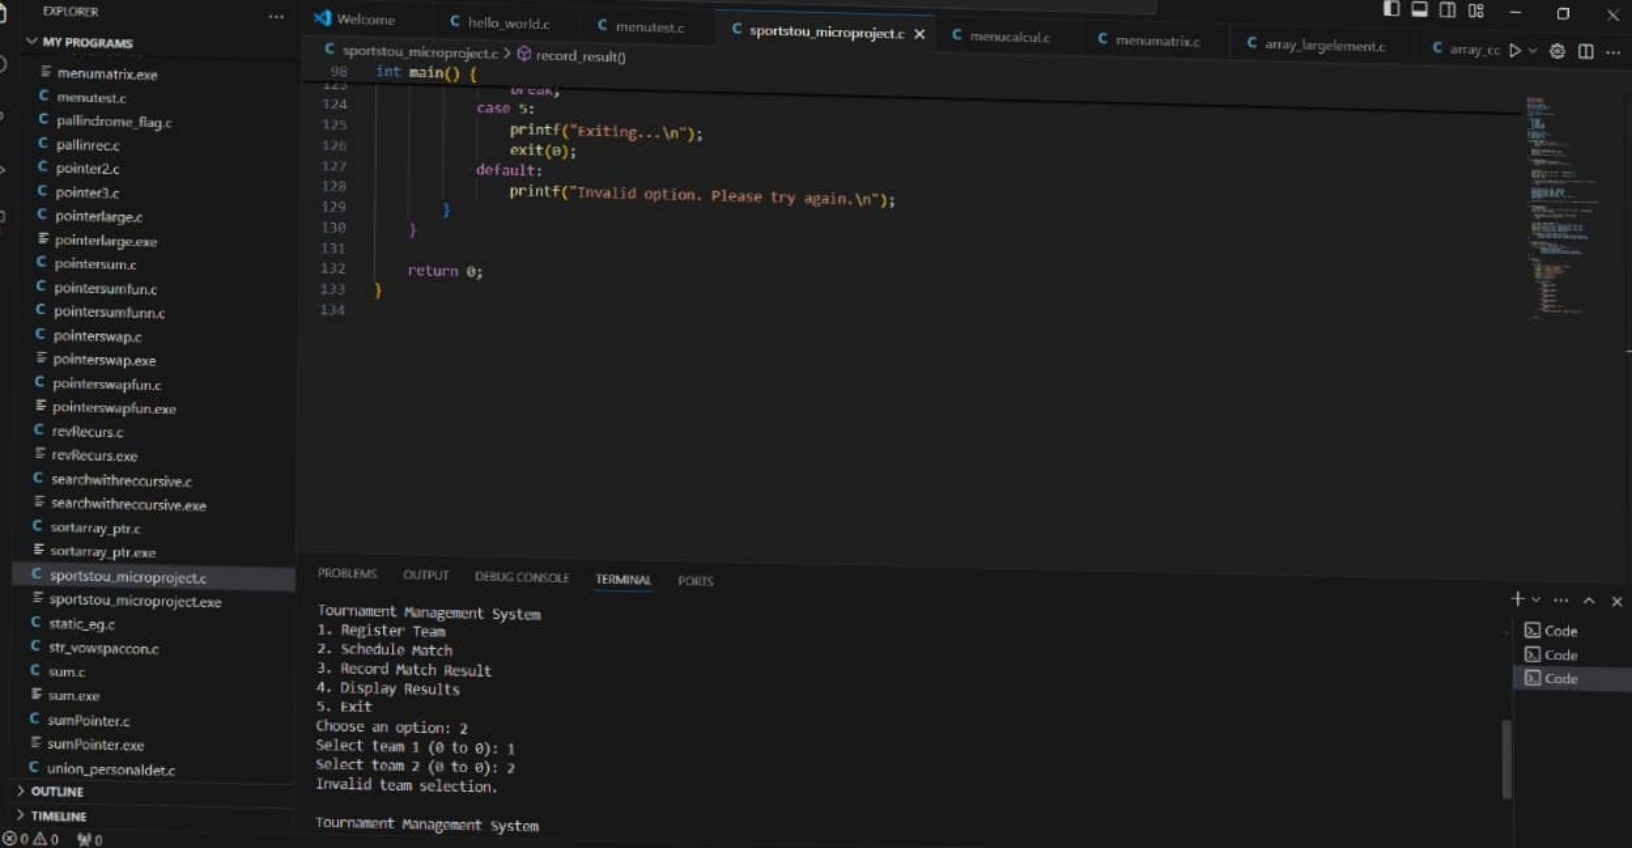 EXPLORER
...
MY PROGRAMS
menumatrix.exe
C menutest.c
C pallindrome_flag.c
C pallinrec.c
C pointer2.c
C pointer3.c
C pointerlarge.c
pointerlarge.exe
C pointersum.c
C pointersumfun.c
C pointersumfunn.c
C pointerswap.c
pointerswap.exe
C pointerswapfun.c
pointerswapfun.exe
C revRecurs.c
revRecurs.exe
C searchwithreccursive.c
searchwithreccursive.exe
C sortarray_ptr.c
sortarray_ptr.exe
C sportstou_microproject.c
sportstou_microproject.exe
C static_eg.c
C str_vowspaccon.c
C sum.c
sum.exe
C sumPointer.c
sumPointer.exe
C union_personaldet.c
> OUTLINE
> TIMELINE
0 0 0
Welcome C hello_world.c C menutest.c C sportstou_microproject.c × C menucalcul.c C menumatrix.c C array_largelement.c C array_cc ...
C sportstou_microproject.c > record_result()
98 int main() {
123 break;
124 case 5:
125 printf("Exiting...\n");
126 exit(0);
127 default:
128 printf("Invalid option. Please try again.\n");
129 }
130 }
131
132 return 0;
133 }
134
PROBLEMS OUTPUT DEBUG CONSOLE TERMINAL PORTS
Tournament Management System
1. Register Team
2. Schedule Match
3. Record Match Result
4. Display Results
5. Exit
Choose an option: 2
Select team 1 (0 to 0): 1
Select team 2 (0 to 0): 2
Invalid team selection.
Tournament Management System
+ ... ×
Code
Code
Code